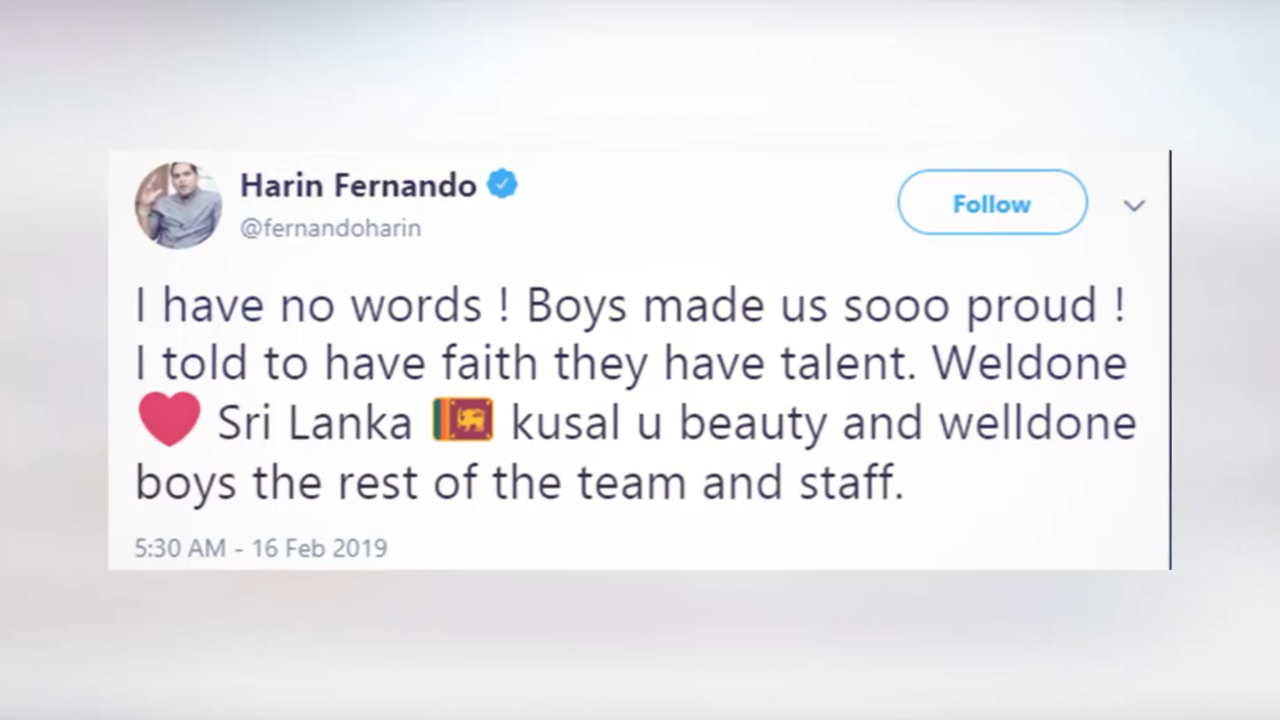 Harin Fernando
@fernandoharin
Follow
I have no words ! Boys made us sooo proud !
I told to have faith they have talent. Weldone
❤️ Sri Lanka 🇱🇰 kusal u beauty and welldone
boys the rest of the team and staff.
5:30 AM - 16 Feb 2019